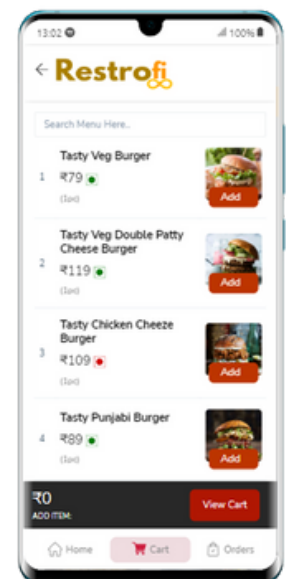 13:02
100%
Restrofi
Search Menu Here..
Tasty Veg Burger
1
₹79
(1pc)
Add
Tasty Veg Double Patty
Cheese Burger
2
₹119
(1pc)
Add
Tasty Chicken Cheeze
Burger
3
₹109
(1pc)
Add
Tasty Punjabi Burger
4
₹89
(1pc)
Add
₹0
ADD ITEM:
View Cart
Home
Cart
Orders